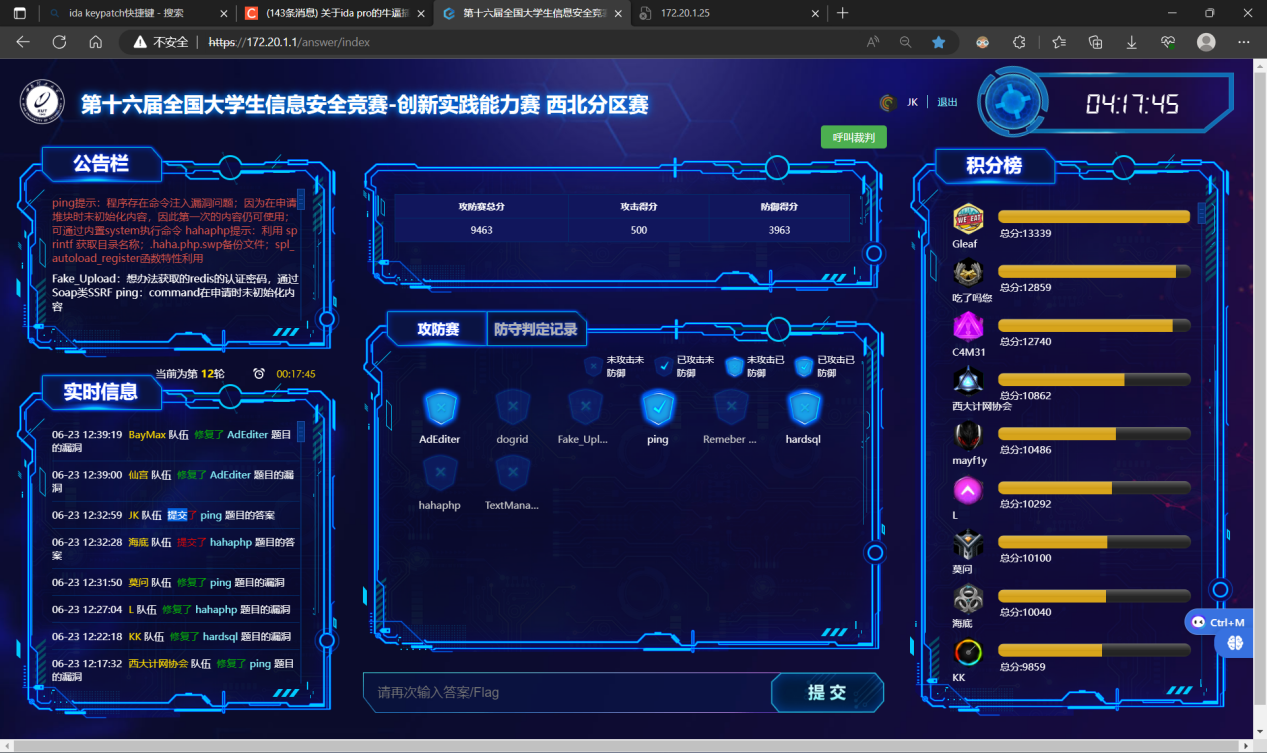 ida keypatch快捷键 - 搜索
(143条消息) 关于ida pro的牛逼插
第十六届全国大学生信息安全竞
172.20.1.25
不安全
https://172.20.1.1/answer/index
第十六届全国大学生信息安全竞赛-创新实践能力赛 西北分区赛
JK
退出
04:17:45
呼叫裁判
公告栏
ping提示：程序存在命令注入漏洞问题；因为在申请
堆块时未初始化内容，因此第一次的内容仍可使用；
可通过内置system执行命令 hahaphp提示：利用 sp
rintf 获取目录名称；.haha.php.swp备份文件；spl_
autoload_register函数特性利用
Fake_Upload：想办法获取的redis的认证密码，通过
Soap类SSRF ping：command在申请时未初始化内
容
当前为第 12轮
00:17:45
实时信息
06-23 12:39:19 BayMax 队伍 修复了 AdEditer 题目
的漏洞
06-23 12:39:00 仙宫 队伍 修复了 AdEditer 题目的漏
洞
06-23 12:32:59 JK 队伍 提交了 ping 题目的答案
06-23 12:32:28 海底 队伍 提交了 hahaphp 题目的答
案
06-23 12:31:50 莫问 队伍 修复了 ping 题目的漏洞
06-23 12:27:04 L 队伍 修复了 hahaphp 题目的漏洞
06-23 12:22:18 KK 队伍 修复了 hardsql 题目的漏洞
06-23 12:17:32 西大计网协会 队伍 修复了 ping 题目
的漏洞
攻防赛总分 攻击得分 防御得分
9463 500 3963
攻防赛
防守判定记录
未攻击未
防御
已攻击未
防御
未攻击已
防御
已攻击已
防御
AdEditer
dogrid
Fake_Upl...
ping
Remeber ...
hardsql
hahaphp
TextMana...
请再次输入答案/Flag
提 交
积分榜
Gleaf
总分:13339
吃了吗您
总分:12859
C4M31
总分:12740
西大计网协会
总分:10862
mayf1y
总分:10486
L
总分:10292
莫问
总分:10100
海底
总分:10040
KK
总分:9859
Ctrl+M